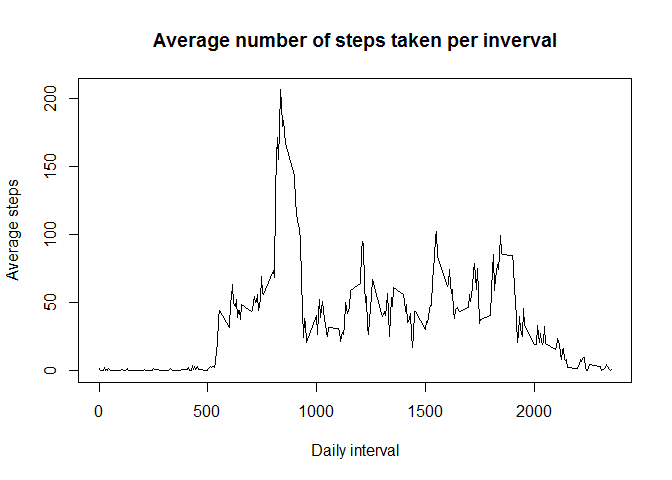 Average number of steps taken per inverval
Average steps
200
150
100
50
0
0 500 1000 1500 2000
Daily interval